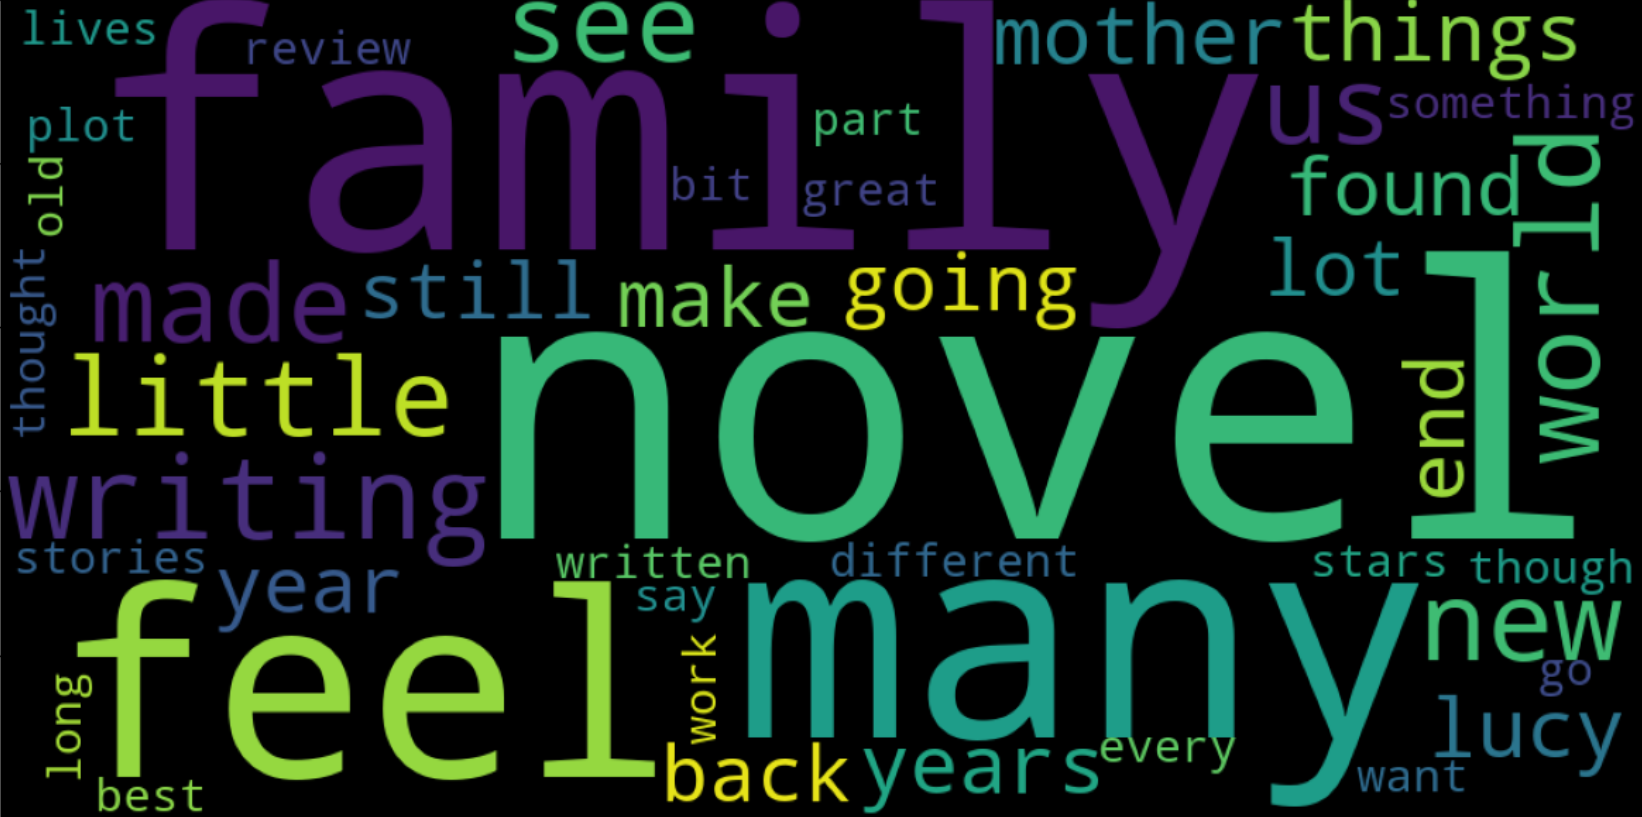 lives
review
see
family
mother
things
plot
part
us
something
old
bit
great
found
world
thought
made
still
make
going
lot
little
novel
end
writing
stories
year
written
different
stars
though
feel
say
many
new
work
go
long
lucy
best
back
years
every
want